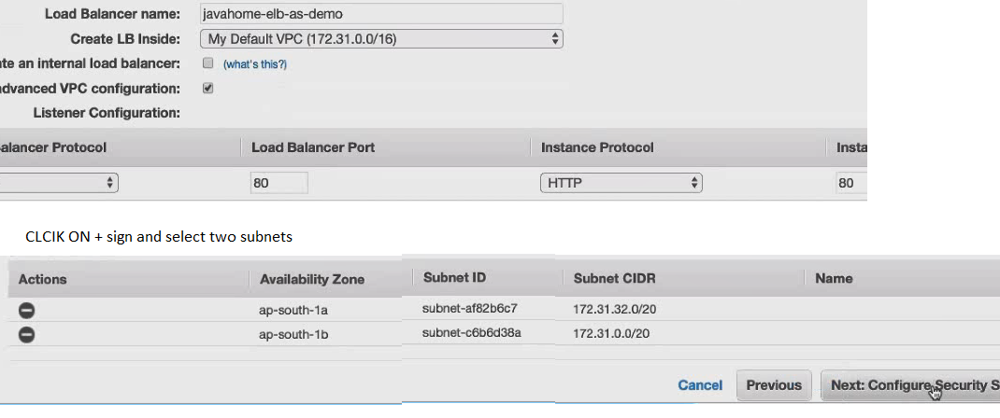 Load Balancer name: javahome-elb-as-demo
Create LB Inside: My Default VPC (172.31.0.0/16)
an internal load balancer: (what's this?)
advanced VPC configuration:
Listener Configuration:
Protocol Load Balancer Port Instance Protocol
80 HTTP 80
CLCIK ON + sign and select two subnets
Actions Availability Zone Subnet ID Subnet CIDR Name
ap-south-1a subnet-af82b6c7 172.31.32.0/20
ap-south-1b subnet-c6b6d38a 172.31.0.0/20
Cancel Previous Next: Configure Security S